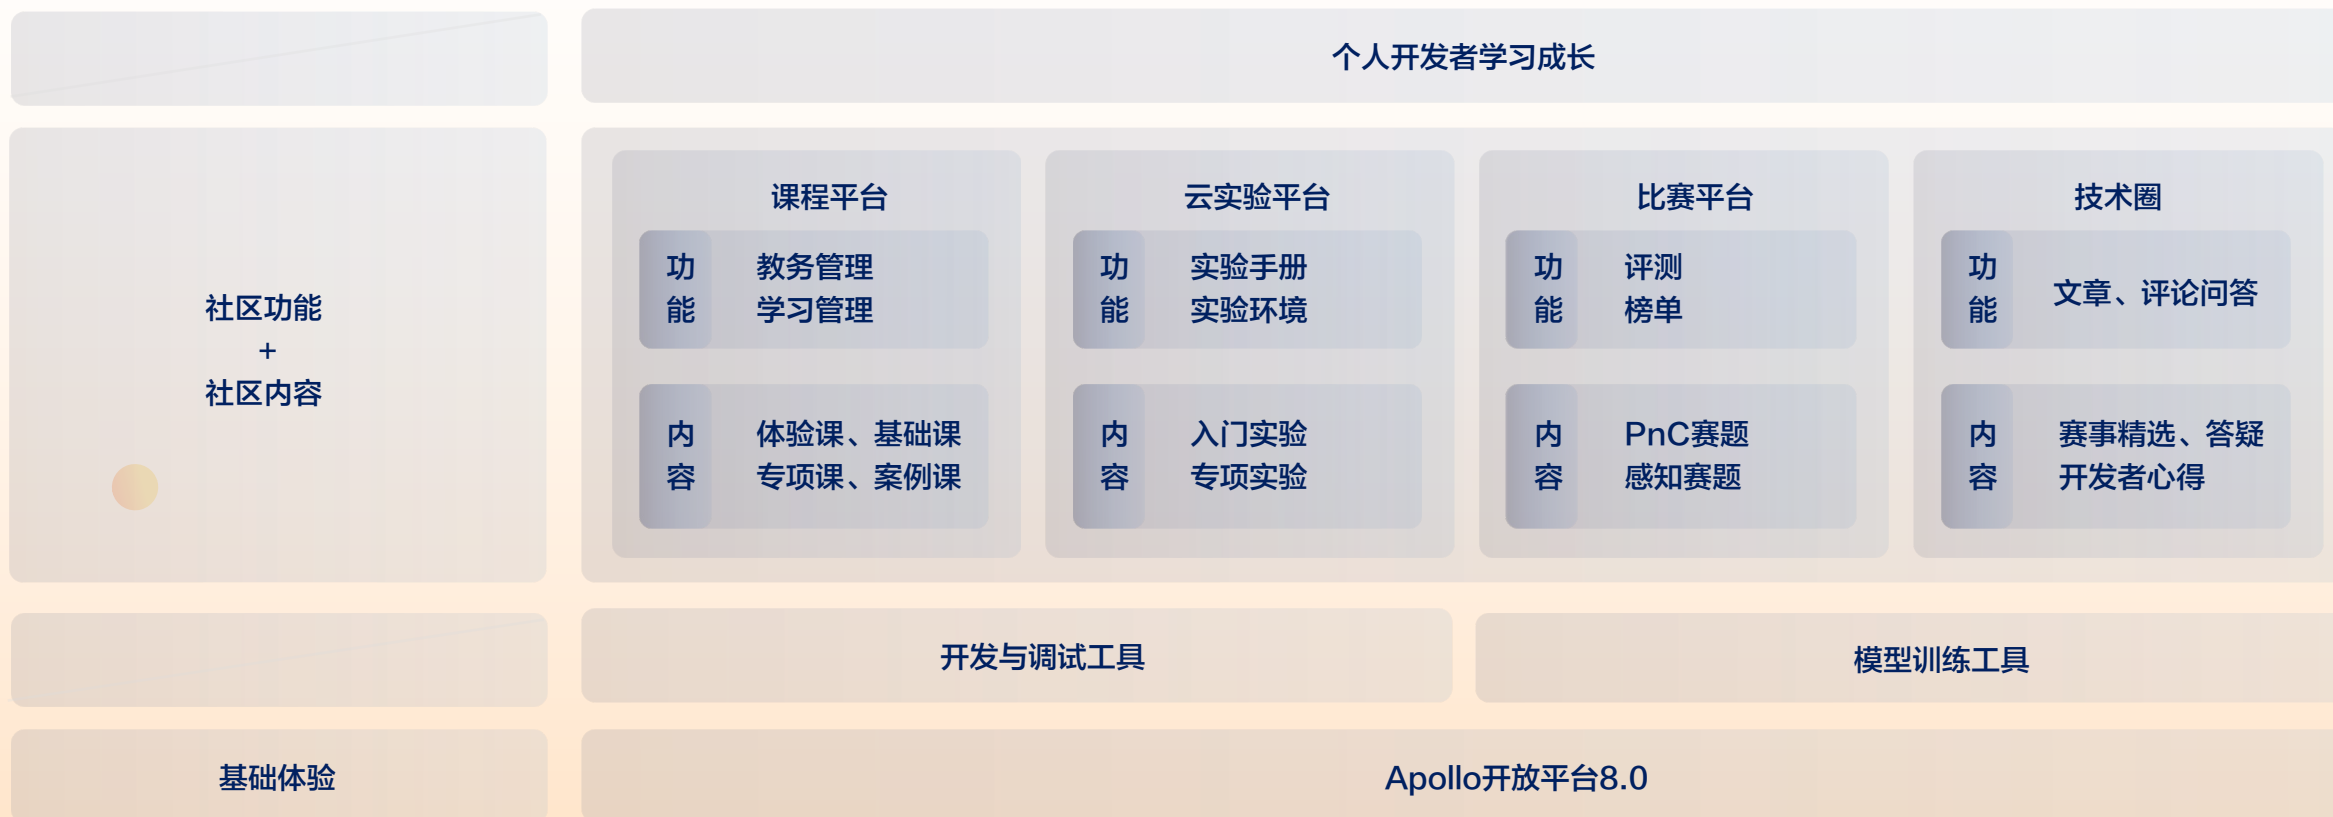 个人开发者学习成长
社区功能
+
社区内容
课程平台
功能
教务管理
学习管理
内容
体验课、基础课
专项课、案例课
云实验平台
功能
实验手册
实验环境
内容
入门实验
专项实验
比赛平台
功能
评测
榜单
内容
PnC赛题
感知赛题
技术圈
功能
文章、评论问答
内容
赛事精选、答疑
开发者心得
开发与调试工具
模型训练工具
基础体验
Apollo开放平台8.0